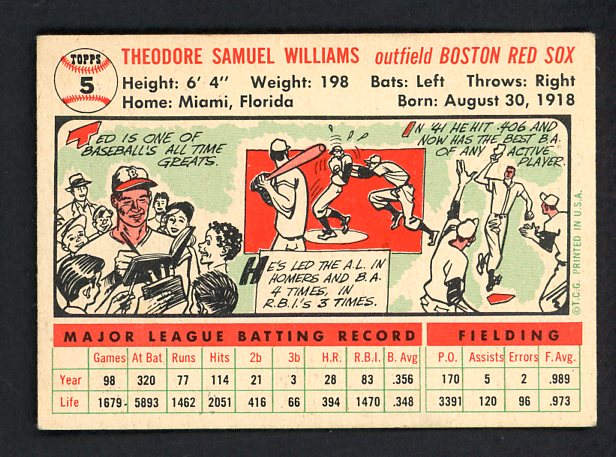 TOPPS
5
THEODORE SAMUEL WILLIAMS outfield BOSTON RED SOX
Height: 6' 4" Weight: 198 Bats: Left Throws: Right
Home: Miami, Florida Born: August 30, 1918
TED IS ONE OF
BASEBALL'S ALL TIME
GREATS.
B
HE'S LED THE A.L. IN
HOMERS AND B.A.
4 TIMES, IN
R.B.I.'S 3 TIMES.
IN '41 HE HIT .406 AND
NOW HAS THE BEST B.A.
OF ANY ACTIVE
PLAYER.
©T.C.G. PRINTED IN U.S.A.
MAJOR LEAGUE BATTING RECORD FIELDING
Games At Bat Runs Hits 2b 3b H.R. R.B.I. B. Avg P.O. Assists Errors F. Avg.
Year 98 320 77 114 21 3 28 83 .356 170 5 2 .989
Life 1679 5893 1462 2051 416 66 394 1470 .348 3391 120 96 .973